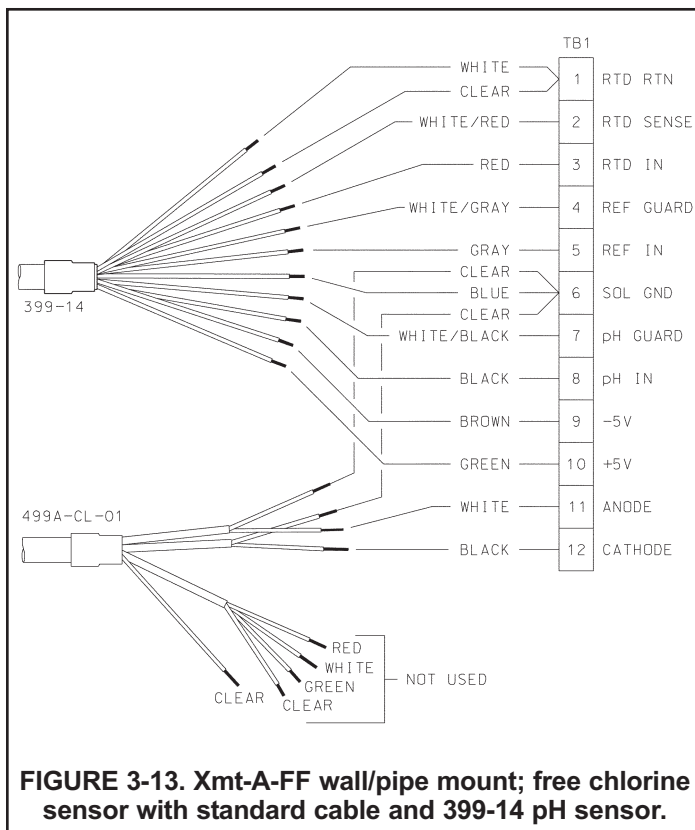 TB1
WHITE 1 RTD RTN
CLEAR
WHITE/RED 2 RTD SENSE
RED 3 RTD IN
WHITE/GRAY 4 REF GUARD
GRAY 5 REF IN
CLEAR
BLUE 6 SOL GND
CLEAR
WHITE/BLACK 7 pH GUARD
BLACK 8 pH IN
BROWN 9 -5V
GREEN 10 +5V
WHITE 11 ANODE
BLACK 12 CATHODE
399-14
499A-CL-01
RED
WHITE
GREEN
CLEAR
CLEAR
NOT USED
FIGURE 3-13. Xmt-A-FF wall/pipe mount; free chlorine
sensor with standard cable and 399-14 pH sensor.